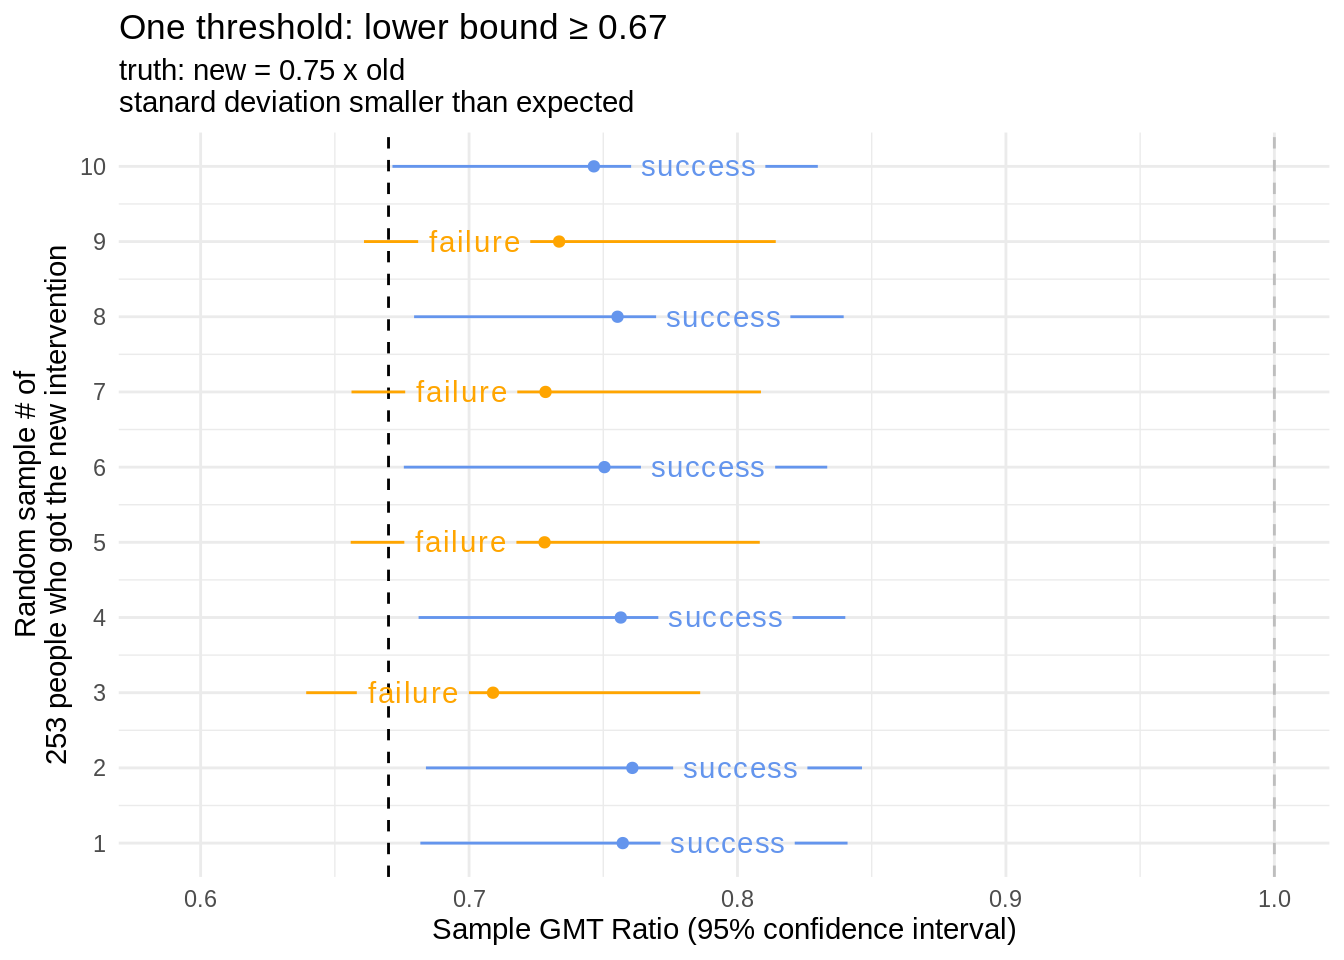 One threshold: lower bound ≥ 0.67
truth: new = 0.75 x old
stanard deviation smaller than expected
Random sample # of
253 people who got the new intervention
10
success
9
failure
8
success
7
failure
6
success
5
failure
4
success
3
failure
2
success
1
success
0.6 0.7 0.8 0.9 1.0
Sample GMT Ratio (95% confidence interval)